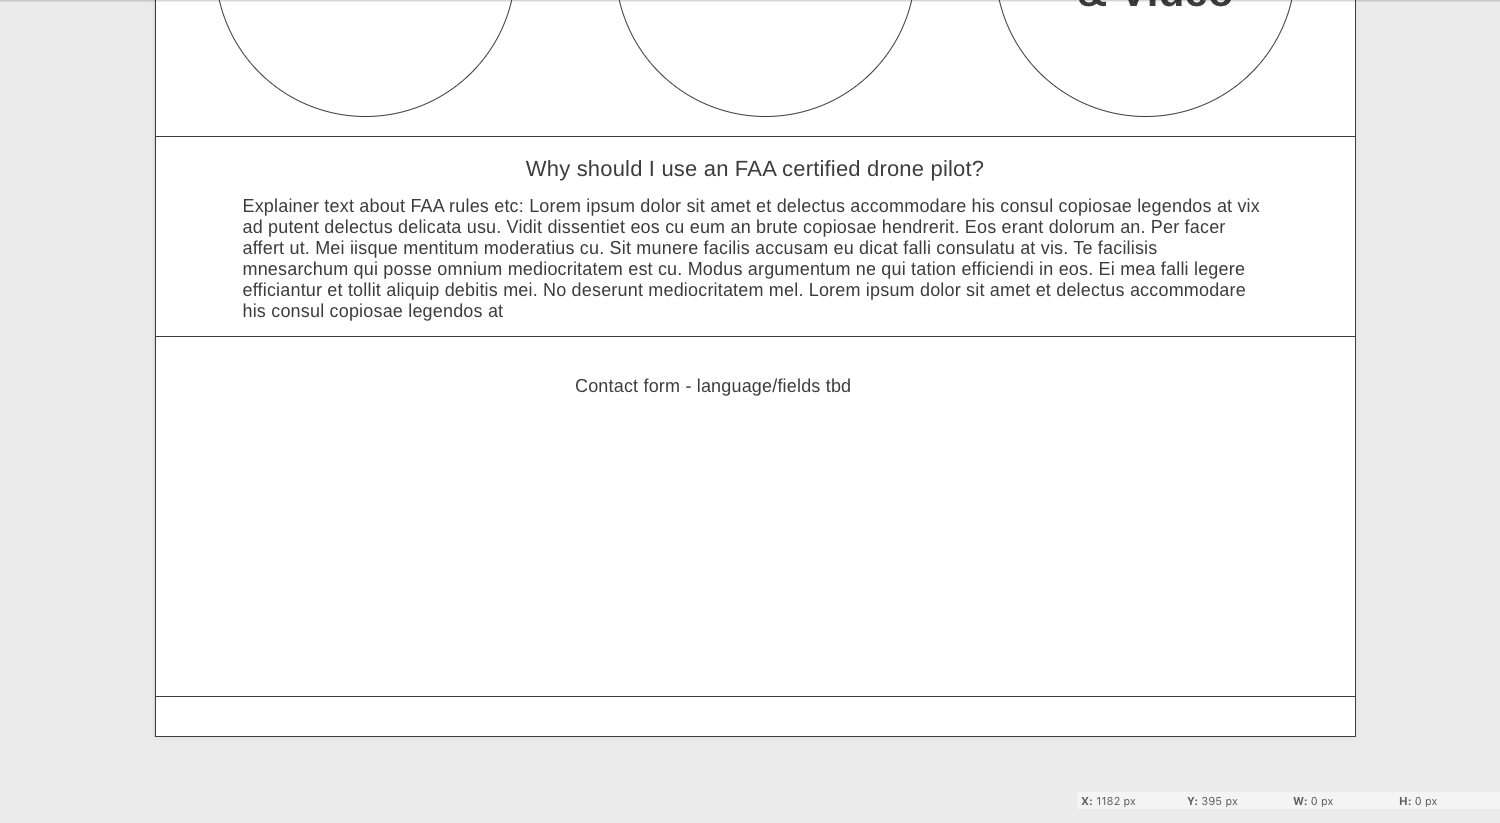 & Video
Why should I use an FAA certified drone pilot?
Explainer text about FAA rules etc: Lorem ipsum dolor sit amet et delectus accommodare his consul copiosae legendos at vix
ad putent delectus delicata usu. Vidit dissentiet eos cu eum an brute copiosae hendrerit. Eos erant dolorum an. Per facer
affert ut. Mei iisque mentitum moderatius cu. Sit munere facilis accusam eu dicat falli consulatu at vis. Te facilisis
mnesarchum qui posse omnium mediocritatem est cu. Modus argumentum ne qui tation efficiendi in eos. Ei mea falli legere
efficiantur et tollit aliquip debitis mei. No deserunt mediocritatem mel. Lorem ipsum dolor sit amet et delectus accommodare
his consul copiosae legendos at
Contact form - language/fields tbd
X: 1182 px Y: 395 px W: 0 px H: 0 px